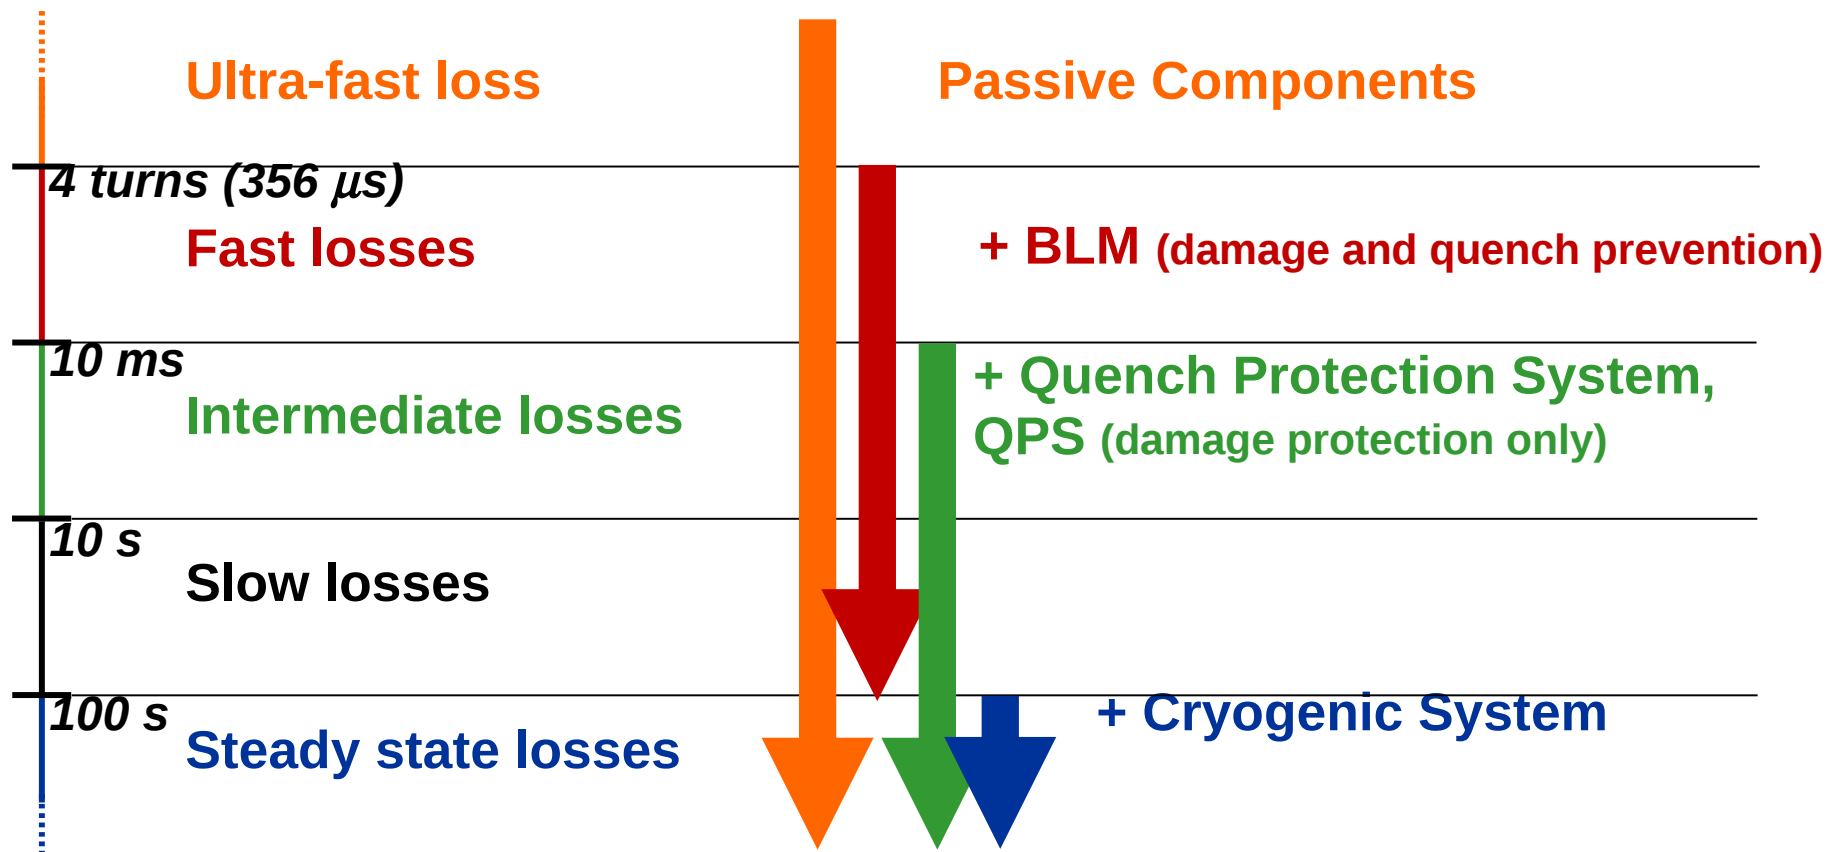 Ultra-fast loss
Passive Components
4 turns (356 μs)
Fast losses
+ BLM (damage and quench prevention)
10 ms
Intermediate losses
+ Quench Protection System,
QPS (damage protection only)
10 s
Slow losses
100 s
+ Cryogenic System
Steady state losses